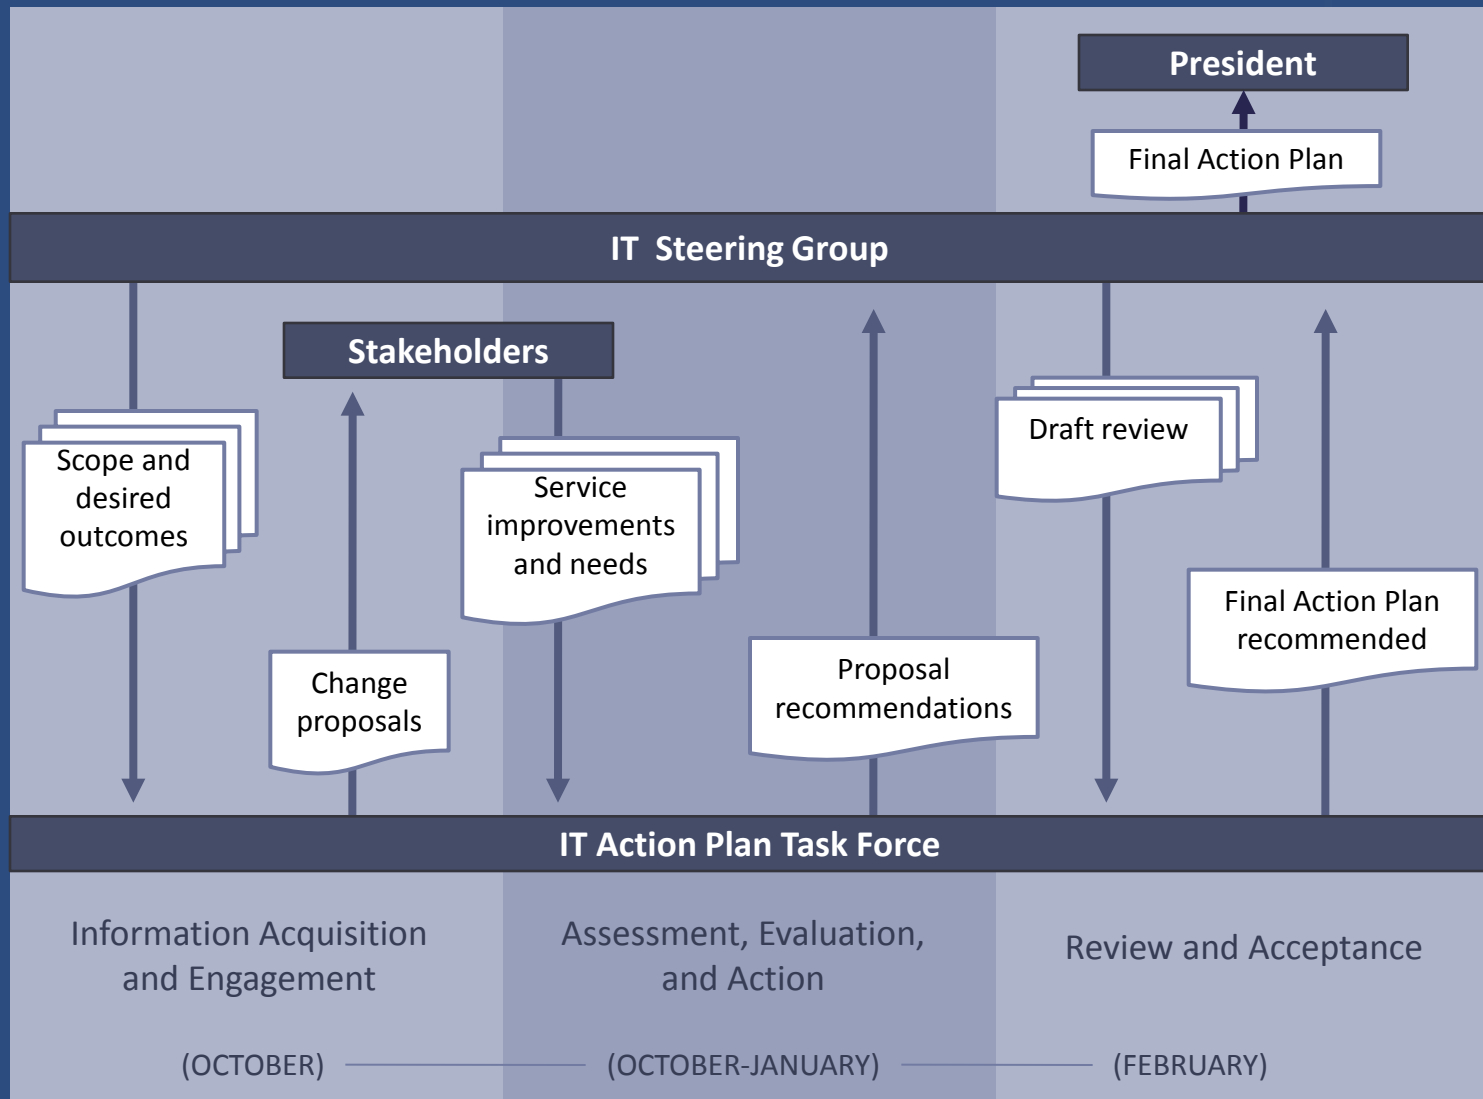 President
Final Action Plan
IT Steering Group
Stakeholders
Scope and
desired
outcomes
Change
proposals
Service
improvements
and needs
Proposal
recommendations
Draft review
Final Action Plan
recommended
IT Action Plan Task Force
Information Acquisition
and Engagement
Assessment, Evaluation,
and Action
Review and Acceptance
(OCTOBER)
(OCTOBER-JANUARY)
(FEBRUARY)